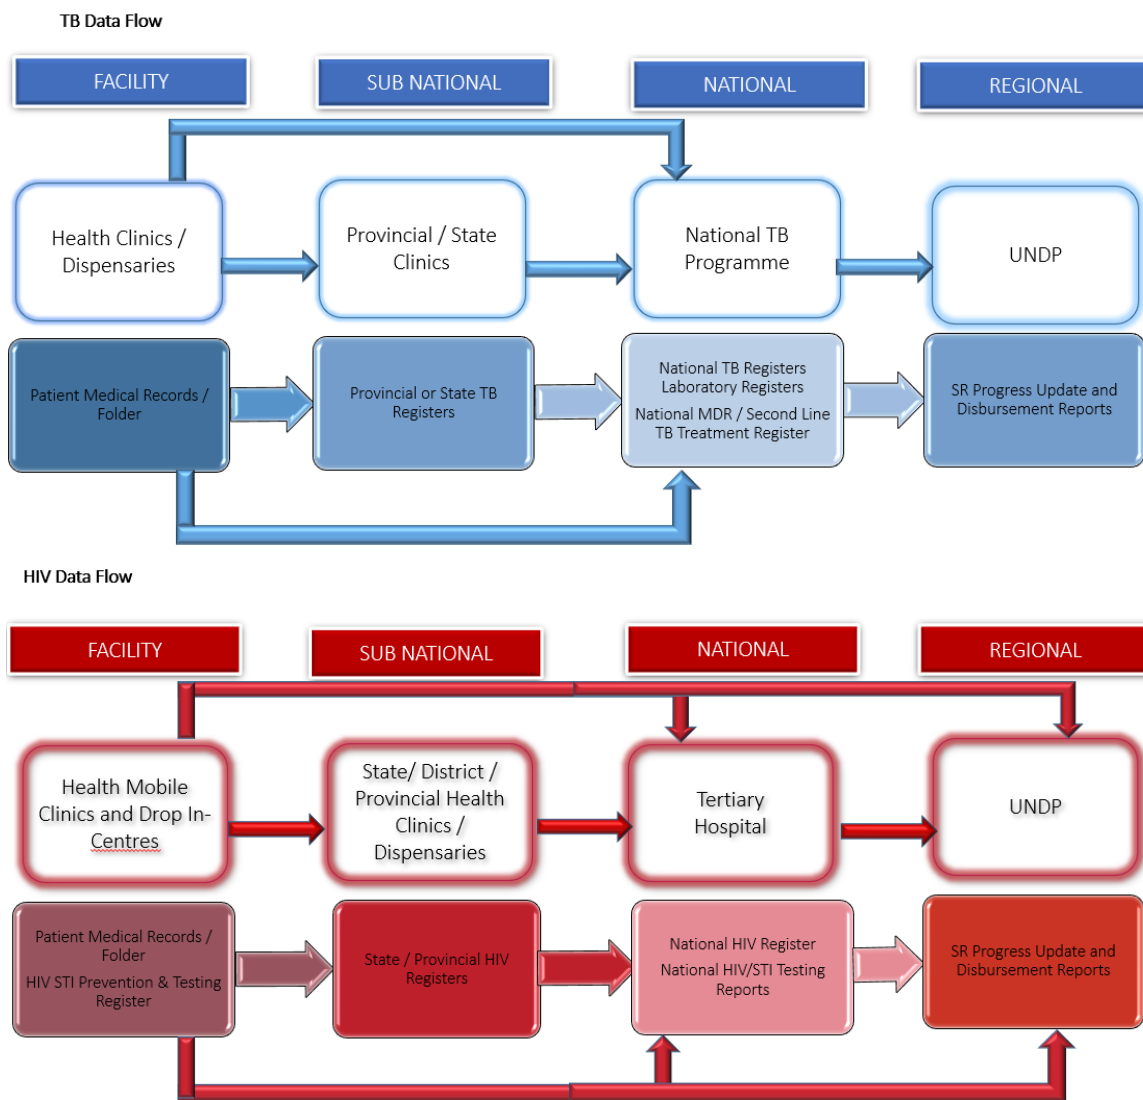 TB Data Flow
FACILITY
SUB NATIONAL
NATIONAL
REGIONAL
Health Clinics /
Dispensaries
Provincial / State
Clinics
National TB
Programme
UNDP
Patient Medical Records /
Folder
Provincial or State TB
Registers
National TB Registers
Laboratory Registers
National MDR / Second Line
TB Treatment Register
SR Progress Update and
Disbursement Reports
HIV Data Flow
FACILITY
SUB NATIONAL
NATIONAL
REGIONAL
Health Mobile
Clinics and Drop In-
Centres
State/ District /
Provincial Health
Clinics /
Dispensaries
Tertiary
Hospital
UNDP
Patient Medical Records /
Folder
HIV STI Prevention & Testing
Register
State / Provincial HIV
Registers
National HIV Register
National HIV/STI Testing
Reports
SR Progress Update and
Disbursement Reports